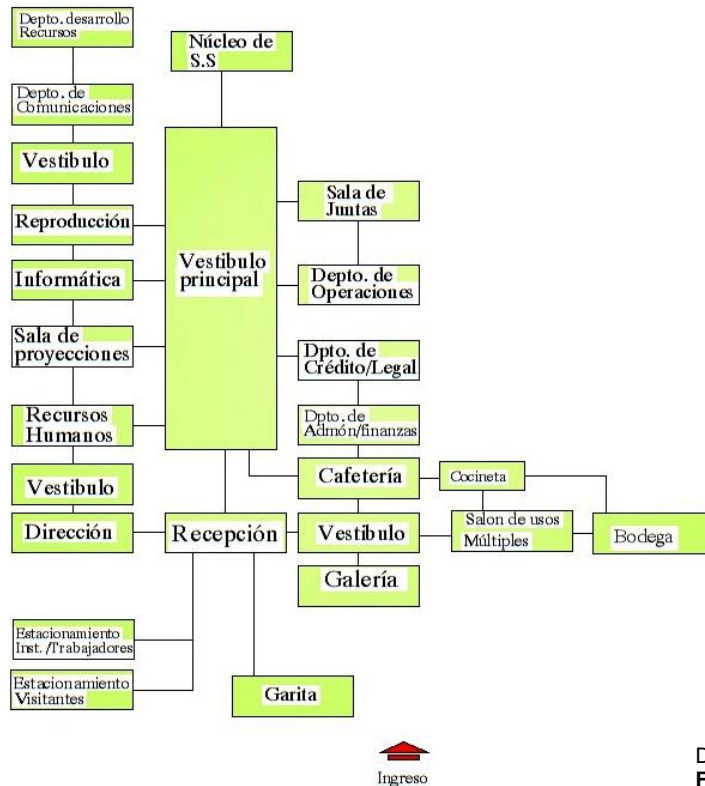 Depto. desarrollo
Recursos
Núcleo de
S.S
Depto. de
Comunicaciones
Vestibulo
Sala de
Juntas
Reproducción
Vestibulo
principal
Informática
Depto. de
Operaciones
Sala de
proyecciones
Dpto. de
Crédito/Legal
Recursos
Humanos
Dpto. de
Admón/finanzas
Vestibulo
Cafetería
Cocineta
Dirección
Recepción
Vestibulo
Salon de usos
Múltiples
Bodega
Galería
Estacionamiento
Inst. /Trabajadores
Estacionamiento
Visitantes
Garita
Ingreso
D
F